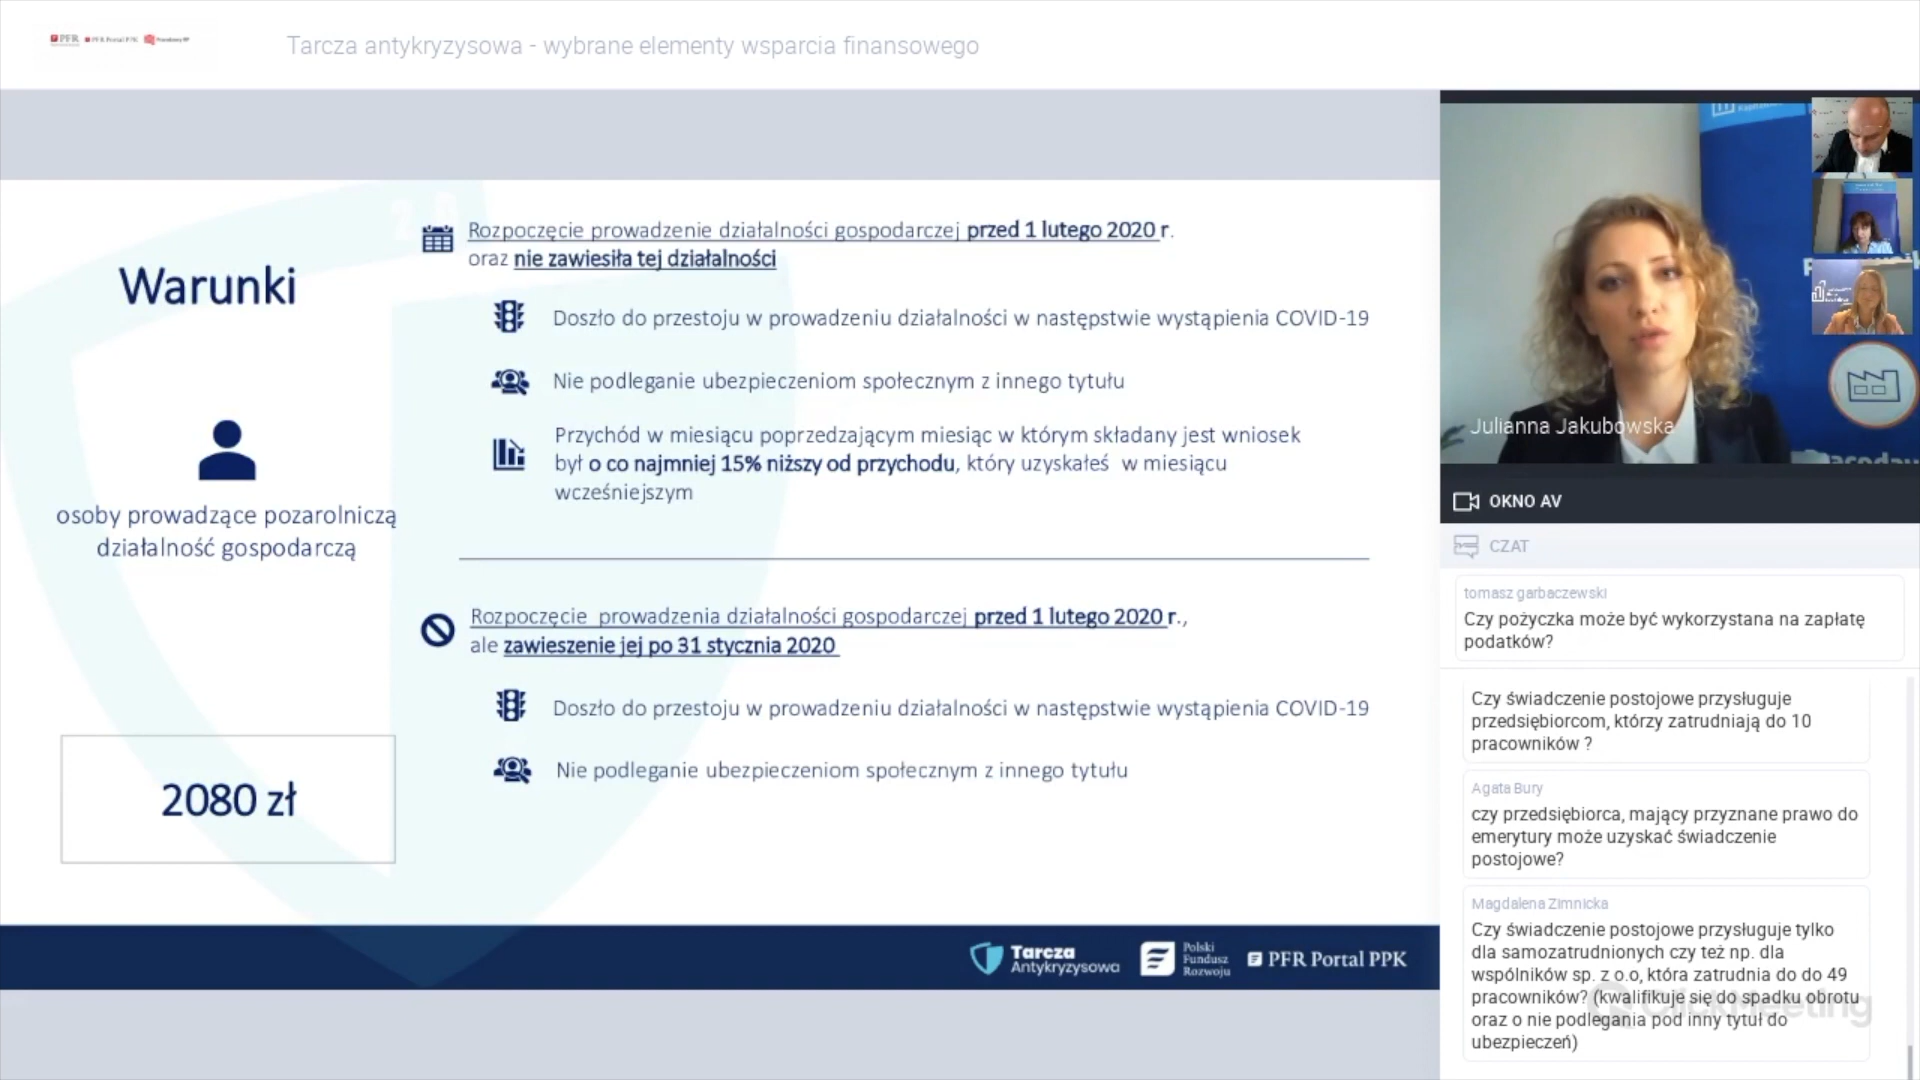 PFR PFR Portal PPK
Tarcza antykryzysowa - wybrane elementy wsparcia finansowego
Warunki
osoby prowadzące pozarolniczą
działalność gospodarczą
2080 zł
Rozpoczęcie prowadzenie działalności gospodarczej przed 1 lutego 2020 r.
oraz nie zawiesiła tej działalności
Doszło do przestoju w prowadzeniu działalności w następstwie wystąpienia COVID-19
Nie podleganie ubezpieczeniom społecznym z innego tytułu
Przychód w miesiącu poprzedzającym miesiąc w którym składany jest wniosek
był o co najmniej 15% niższy od przychodu, który uzyskałeś w miesiącu
wcześniejszym
Rozpoczęcie prowadzenia działalności gospodarczej przed 1 lutego 2020 r.,
ale zawieszenie jej po 31 stycznia 2020
Doszło do przestoju w prowadzeniu działalności w następstwie wystąpienia COVID-19
Nie podleganie ubezpieczeniom społecznym z innego tytułu
Tarcza
Antykryzysowa
Polski
Fundusz
Rozwoju
PFR Portal PPK
Julianna Jakubowska
OKNO AV
CZAT
tomasz garbaczewski
Czy pożyczka może być wykorzystana na zapłatę
podatków?
Czy świadczenie postojowe przysługuje
przedsiębiorcom, którzy zatrudniają do 10
pracowników ?
Agata Bury
czy przedsiębiorca, mający przyznane prawo do
emerytury może uzyskać świadczenie
postojowe?
Magdalena Zimnicka
Czy świadczenie postojowe przysługuje tylko
dla samozatrudnionych czy też np. dla
wspólników sp. z o.o, która zatrudnia do do 49
pracowników? (kwalifikuje się do spadku obrotu
oraz o nie podlegania pod inny tytuł do
ubezpieczeń)
ClickMeeting